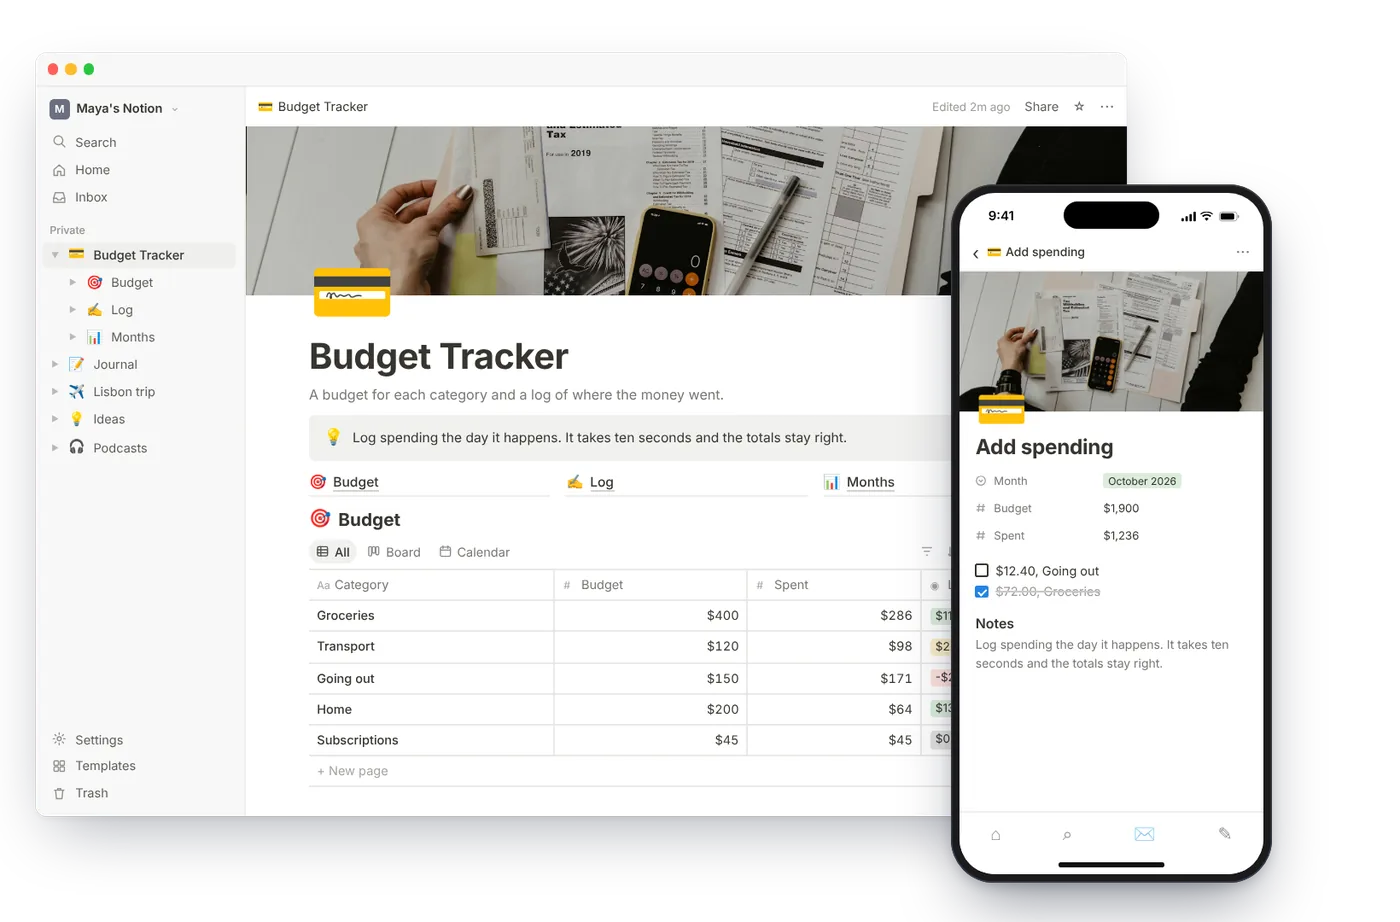 M Maya's Notion
Search
Home
Inbox
Private
Budget Tracker
Budget
Log
Months
Journal
Lisbon trip
Ideas
Podcasts
Settings
Templates
Trash
Budget Tracker
Edited 2m ago Share
Tax
For use in 2019
Budget Tracker
A budget for each category and a log of where the money went.
Log spending the day it happens. It takes ten seconds and the totals stay right.
Budget Log Months
Budget
All Board Calendar
Aa Category # Budget # Spent
Groceries $400 $286
Transport $120 $98
Going out $150 $171
Home $200 $64
Subscriptions $45 $45
+ New page
9:41
Add spending
Add spending
Month October 2026
# Budget $1,900
# Spent $1,236
$12.40, Going out
$72.00, Groceries
Notes
Log spending the day it happens. It takes ten
seconds and the totals stay right.